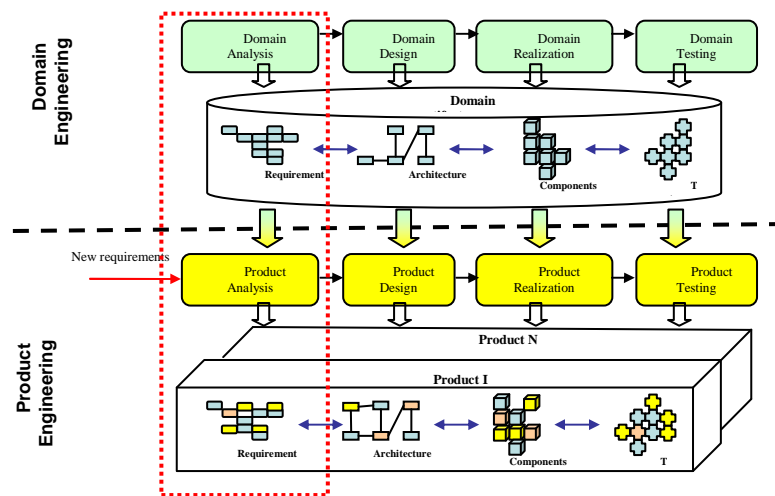 Domain
Engineering
Domain
Analysis
Domain
Design
Domain
Realization
Domain
Testing
Domain
Requirement
Architecture
Components
T
New requirements
Product
Engineering
Product
Analysis
Product
Design
Product
Realization
Product
Testing
Product N
Product I
Requirement
Architecture
Components
T